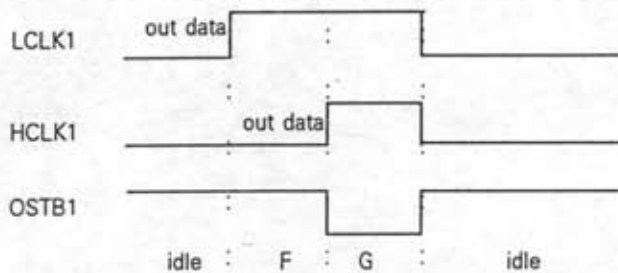 out data
LCLK1
HCLK1 out data
OSTB1
idle F G idle